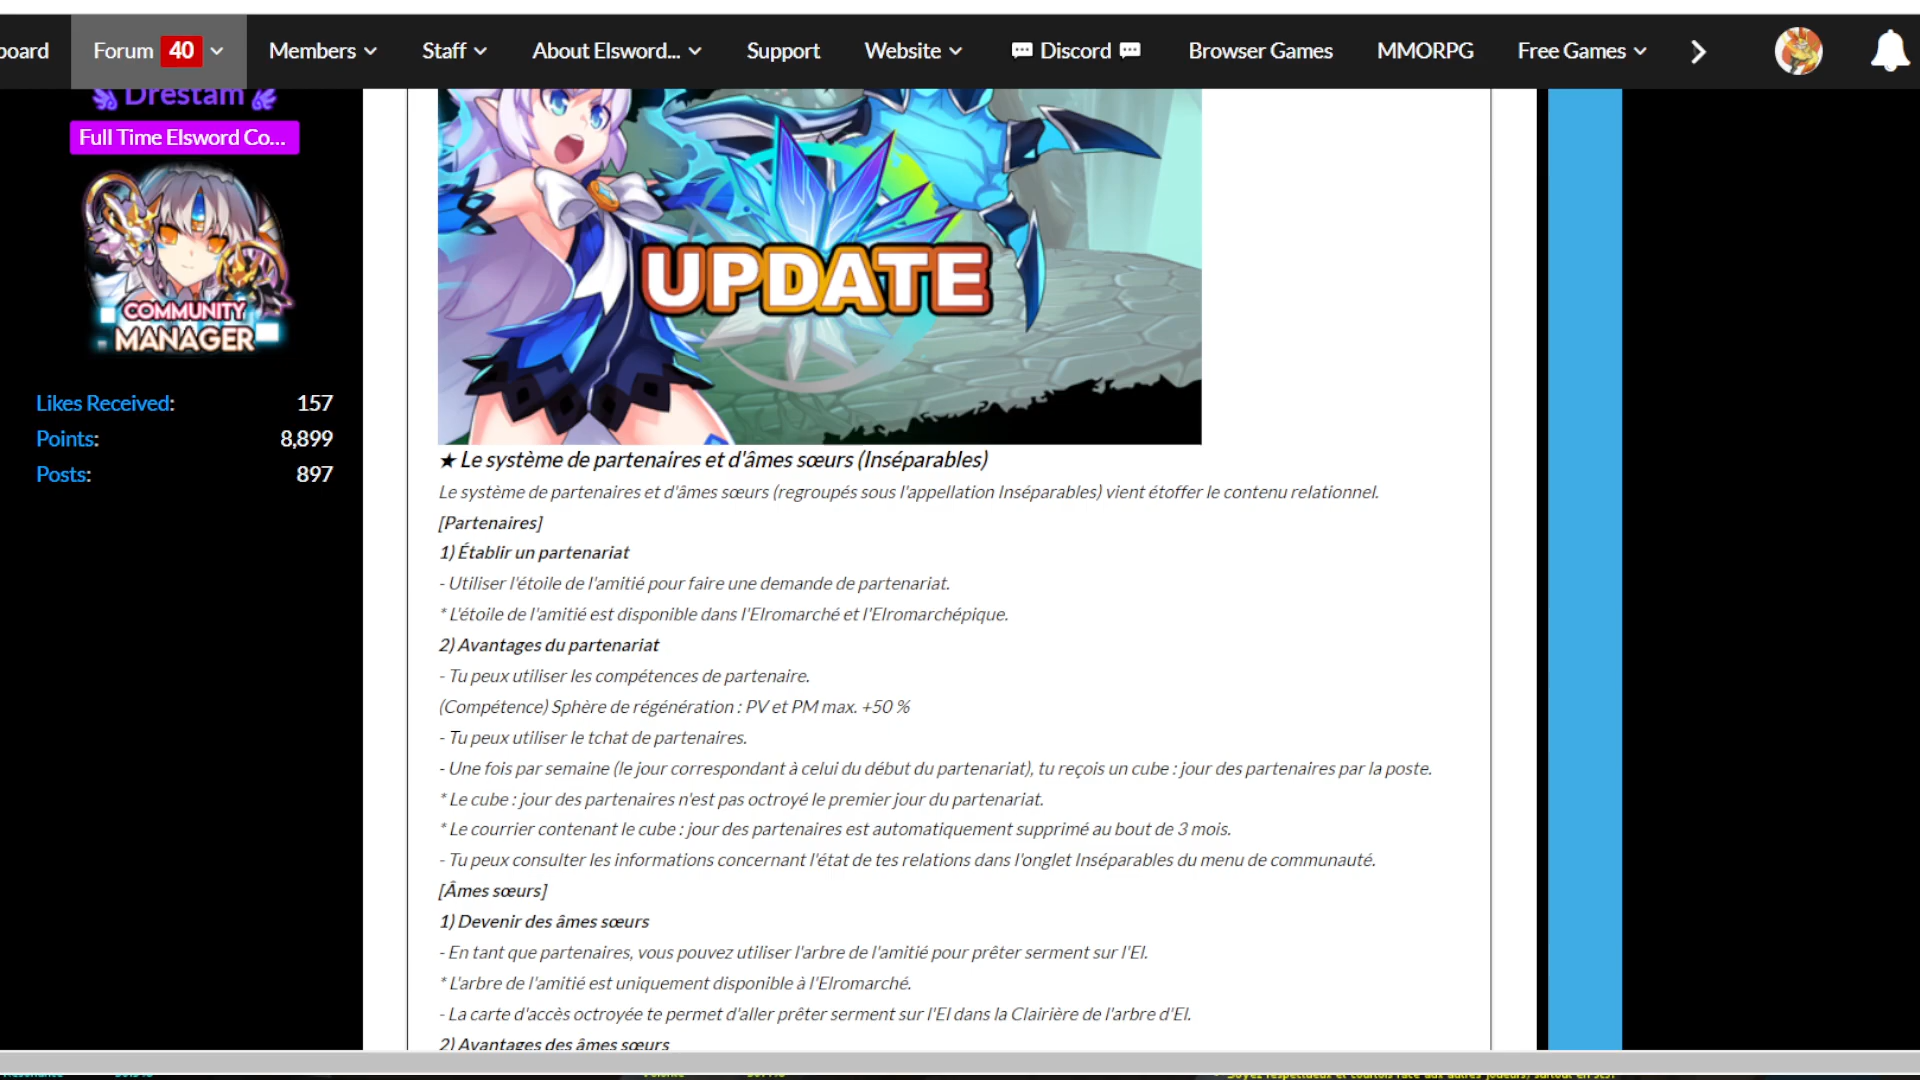 board Forum 40 Members Staff About Elsword... Support Website Discord Browser Games MMORPG Free Games
Drestam
Full Time Elsword Co...
COMMUNITY
MANAGER
Likes Received: 157
Points: 8,899
Posts: 897
UPDATE
★ Le système de partenaires et d'âmes sœurs (Inséparables)
Le système de partenaires et d'âmes sœurs (regroupés sous l'appellation Inséparables) vient étoffer le contenu relationnel.
[Partenaires]
1) Établir un partenariat
- Utiliser l'étoile de l'amitié pour faire une demande de partenariat.
* L'étoile de l'amitié est disponible dans l'Elromarché et l'Elromarchépique.
2) Avantages du partenariat
- Tu peux utiliser les compétences de partenaire.
(Compétence) Sphère de régénération : PV et PM max. +50 %
- Tu peux utiliser le tchat de partenaires.
- Une fois par semaine (le jour correspondant à celui du début du partenariat), tu reçois un cube : jour des partenaires par la poste.
* Le cube : jour des partenaires n'est pas octroyé le premier jour du partenariat.
* Le courrier contenant le cube : jour des partenaires est automatiquement supprimé au bout de 3 mois.
- Tu peux consulter les informations concernant l'état de tes relations dans l'onglet Inséparables du menu de communauté.
[Âmes sœurs]
1) Devenir des âmes sœurs
- En tant que partenaires, vous pouvez utiliser l'arbre de l'amitié pour prêter serment sur l'El.
* L'arbre de l'amitié est uniquement disponible à l'Elromarché.
- La carte d'accès octroyée te permet d'aller prêter serment sur l'El dans la Clairière de l'arbre d'El.
2) Avantages des âmes sœurs